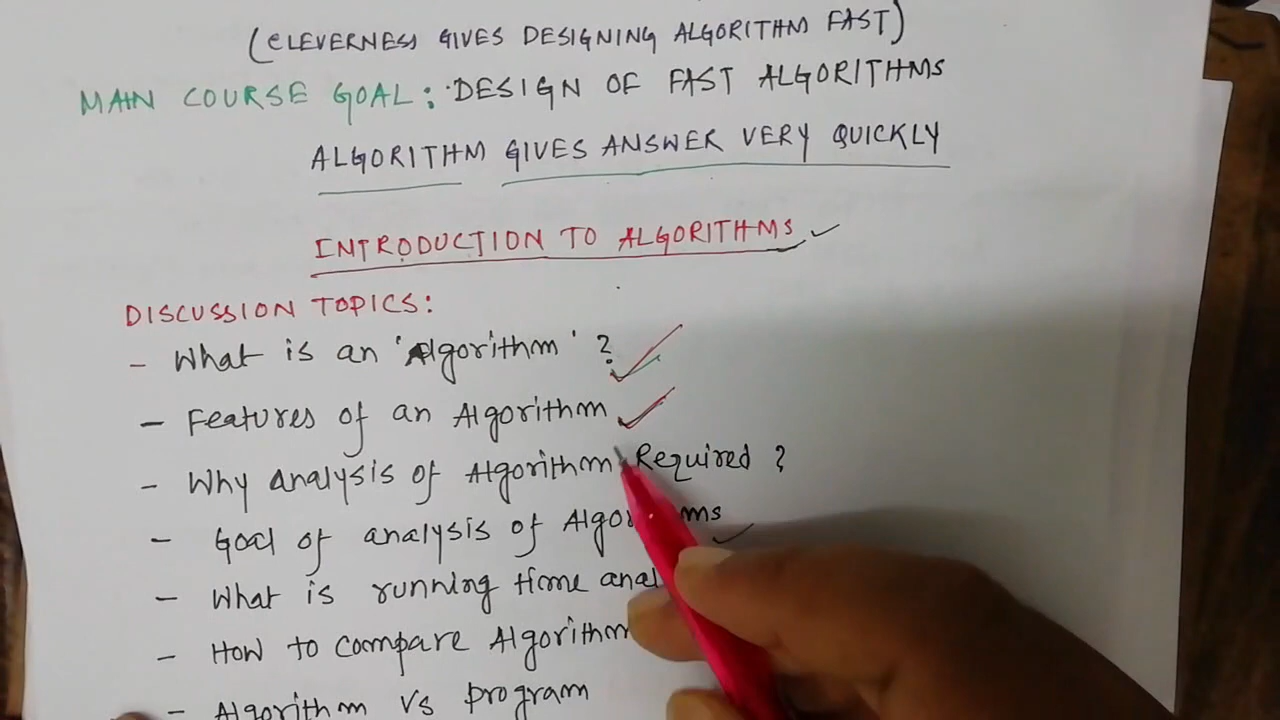 (CLEVERNESS GIVES DESIGNING ALGORITHM FAST)
MAIN COURSE GOAL: DESIGN OF FAST ALGORITHMS
ALGORITHM GIVES ANSWER VERY QUICKLY
INTRODUCTION TO ALGORITHMS
DISCUSSION TOPICS:
- What is an 'Algorithm' ?
- Features of an Algorithm
- Why Analysis of Algorithm Required ?
- Goal of analysis of
- What is running time
- How to compare Algorithm
- Algorithm Vs program